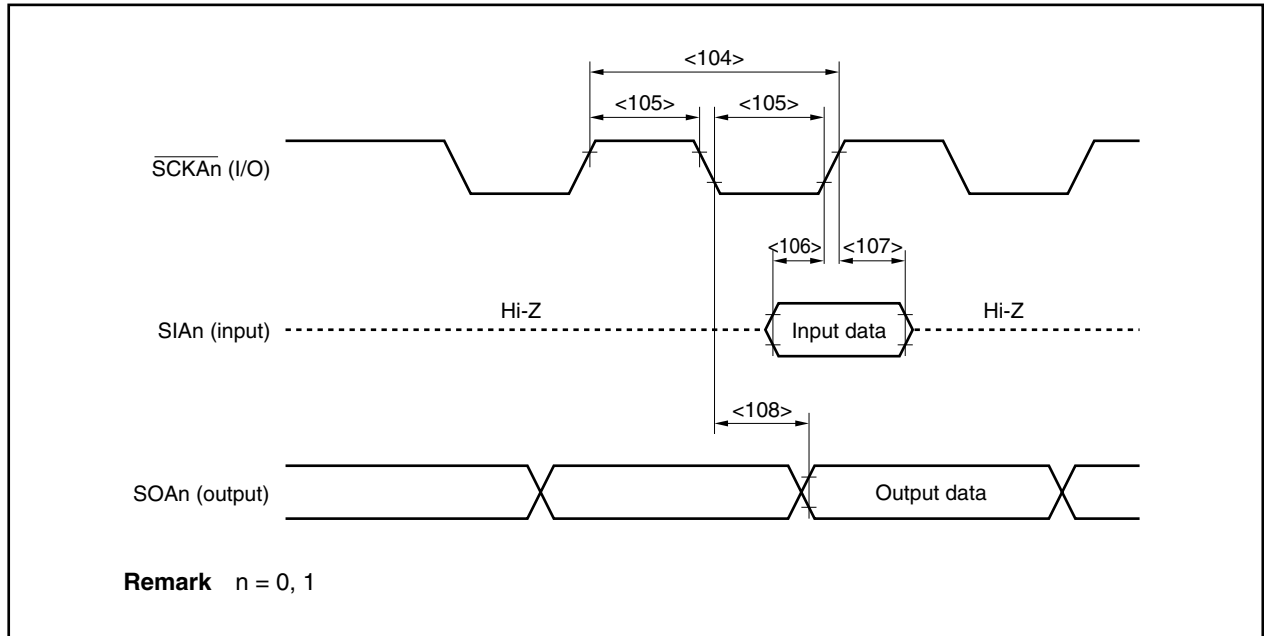 <104>
<105> <105>
SCKAn (I/O)
<106> <107>
Hi-Z Hi-Z
SIAn (input) Input data
<108>
SOAn (output) Output data
Remark n = 0, 1